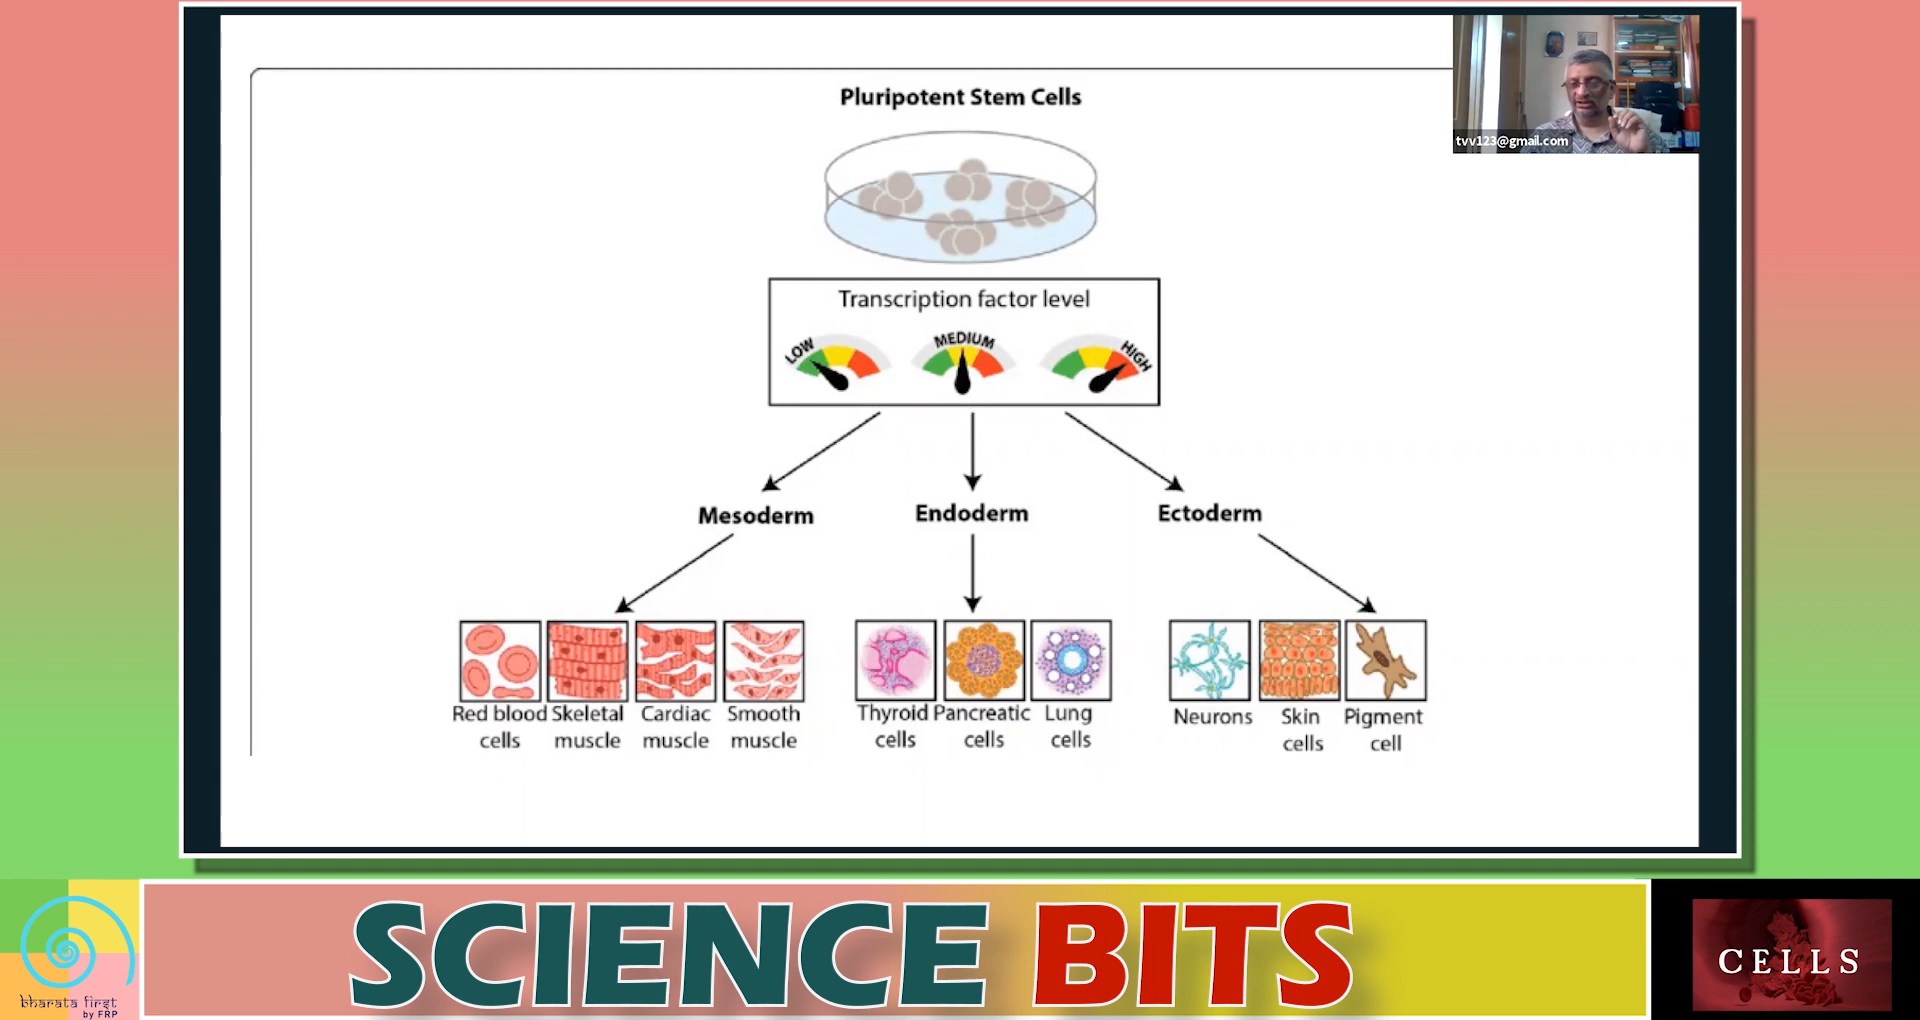 Pluripotent Stem Cells
tvv123@gmail.com
Transcription factor level
LOW
MEDIUM
HIGH
Mesoderm
Endoderm
Ectoderm
Red blood cells
Skeletal muscle
Cardiac muscle
Smooth muscle
Thyroid cells
Pancreatic cells
Lung cells
Neurons
Skin cells
Pigment cell
SCIENCE BITS
bharata first
by FRP
CELLS